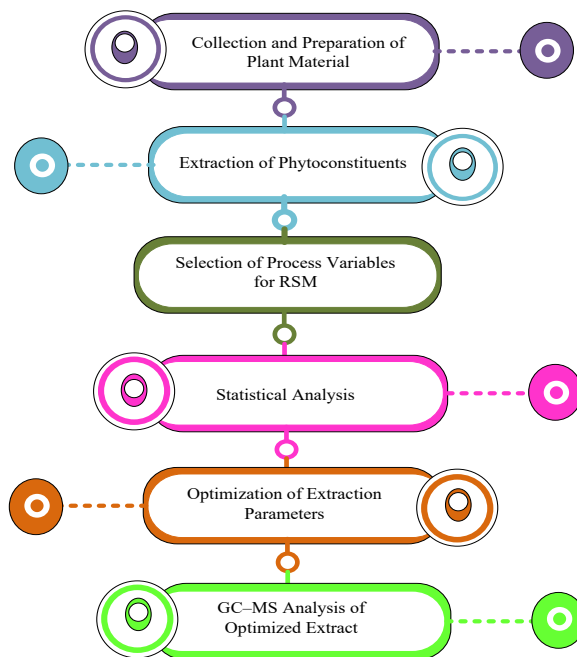 Collection and Preparation of
Plant Material
Extraction of Phytoconstituents
Selection of Process Variables
for RSM
Statistical Analysis
Optimization of Extraction
Parameters
GC–MS Analysis of
Optimized Extract